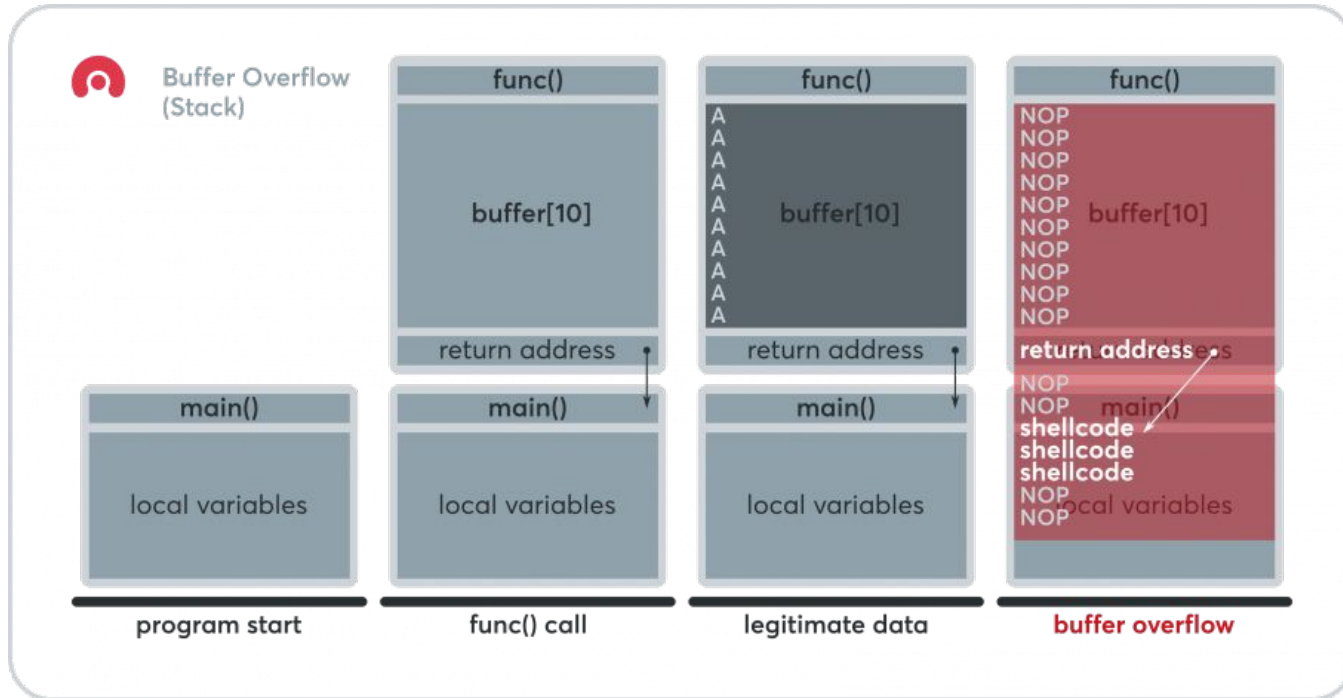 Buffer Overflow
(Stack)
main()
local variables
program start
func()
buffer[10]
return address
main()
local variables
func() call
func()
A
A
A
A
A
A
A
A
A
A
buffer[10]
return address
main()
local variables
legitimate data
func()
NOP
NOP
NOP
NOP
NOP
NOP
NOP
NOP
NOP
NOP
buffer[10]
return address
return address
NOP
NOP
main()
shellcode
shellcode
shellcode
NOP
NOP
local variables
buffer overflow